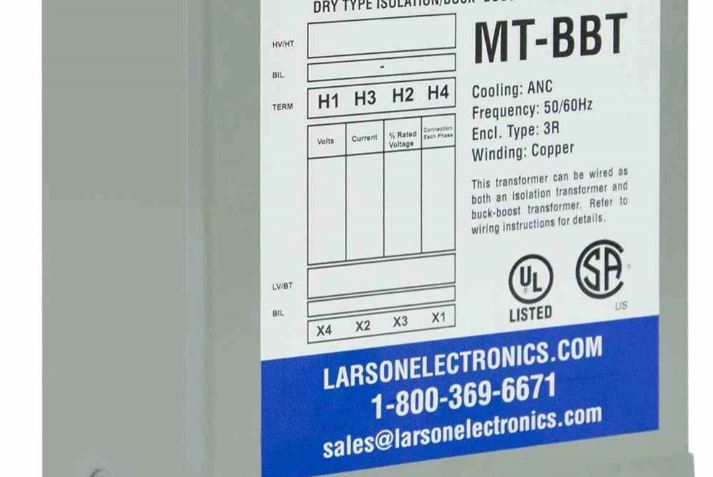 DRY TYPE ISOLATION/BUCK-
HV/HT
MT-BBT
BIL
-
TERM
H1 H3 H2 H4
Cooling: ANC
Frequency: 50/60Hz
Encl. Type: 3R
Winding: Copper
Volts
Current
% Rated
Voltage
Connection
Each Phase
This transformer can be wired as
both an isolation transformer and
buck-boost transformer. Refer to
wiring instructions for details.
LV/BT
BIL
X4 X2 X3 X1
UL
LISTED
SA
US
LARSONELECTRONICS.COM
1-800-369-6671
sales@larsonelectronics.com